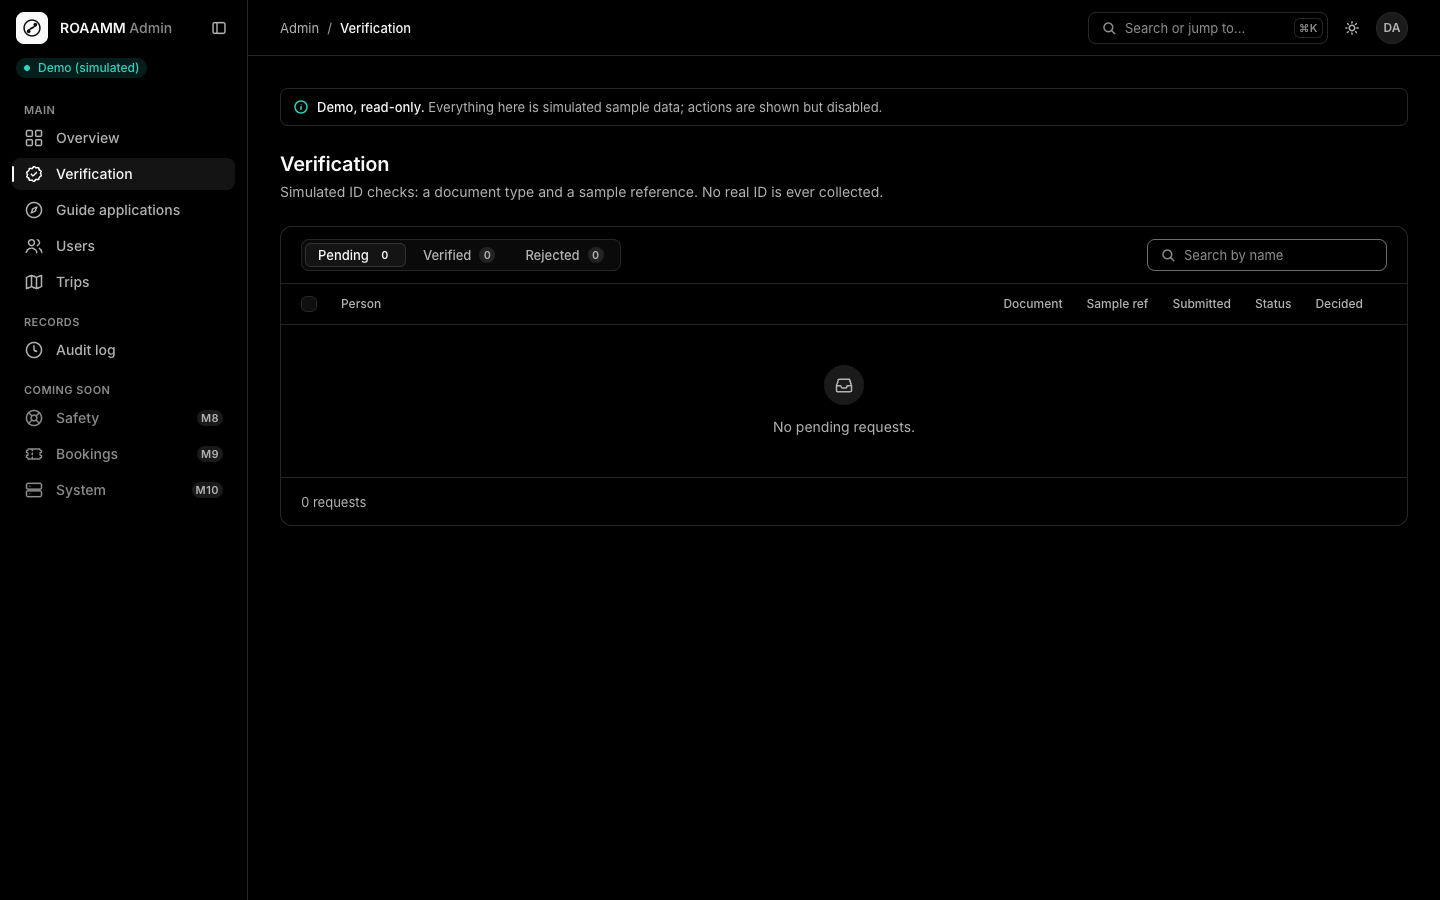 ROAAMM Admin
Demo (simulated)
MAIN
Overview
Verification
Guide applications
Users
Trips
RECORDS
Audit log
COMING SOON
Safety M8
Bookings M9
System M10
Admin / Verification
Search or jump to... ⌘K
DA
Demo, read-only. Everything here is simulated sample data; actions are shown but disabled.
Verification
Simulated ID checks: a document type and a sample reference. No real ID is ever collected.
Pending 0 Verified 0 Rejected 0
Search by name
Person Document Sample ref Submitted Status Decided
No pending requests.
0 requests